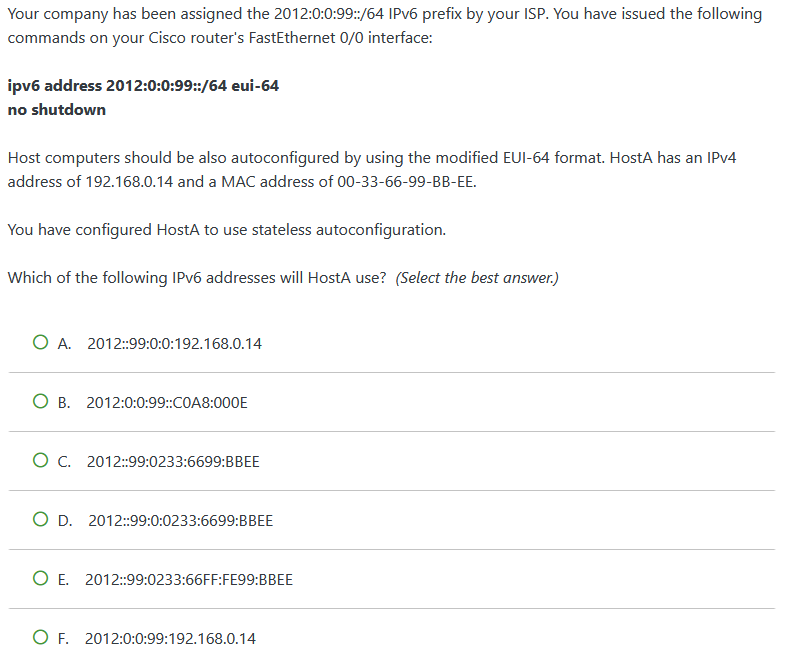 Your company has been assigned the 2012:0:0:99::/64 IPv6 prefix by your ISP. You have issued the following
commands on your Cisco router's FastEthernet 0/0 interface:
ipv6 address 2012:0:0:99::/64 eui-64
no shutdown
Host computers should be also autoconfigured by using the modified EUI-64 format. HostA has an IPv4
address of 192.168.0.14 and a MAC address of 00-33-66-99-BB-EE.
You have configured HostA to use stateless autoconfiguration.
Which of the following IPv6 addresses will HostA use? (Select the best answer.)
A. 2012::99:0:0:192.168.0.14
B. 2012:0:0:99::C0A8:000E
C. 2012::99:0233:6699:BBEE
D. 2012::99:0:0233:6699:BBEE
E. 2012::99:0233:66FF:FE99:BBEE
F. 2012:0:0:99:192.168.0.14